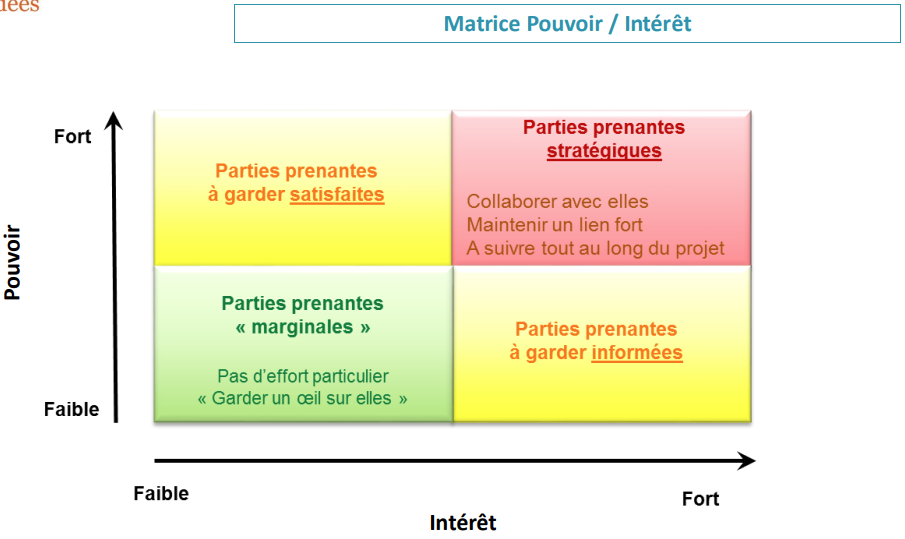 Matrice Pouvoir / Intérêt
Fort
Parties prenantes
à garder satisfaites
Parties prenantes
stratégiques
Collaborer avec elles
Maintenir un lien fort
A suivre tout au long du projet
Pouvoir
Parties prenantes
« marginales »
Pas d’effort particulier
« Garder un œil sur elles »
Parties prenantes
à garder informées
Faible
Faible
Fort
Intérêt